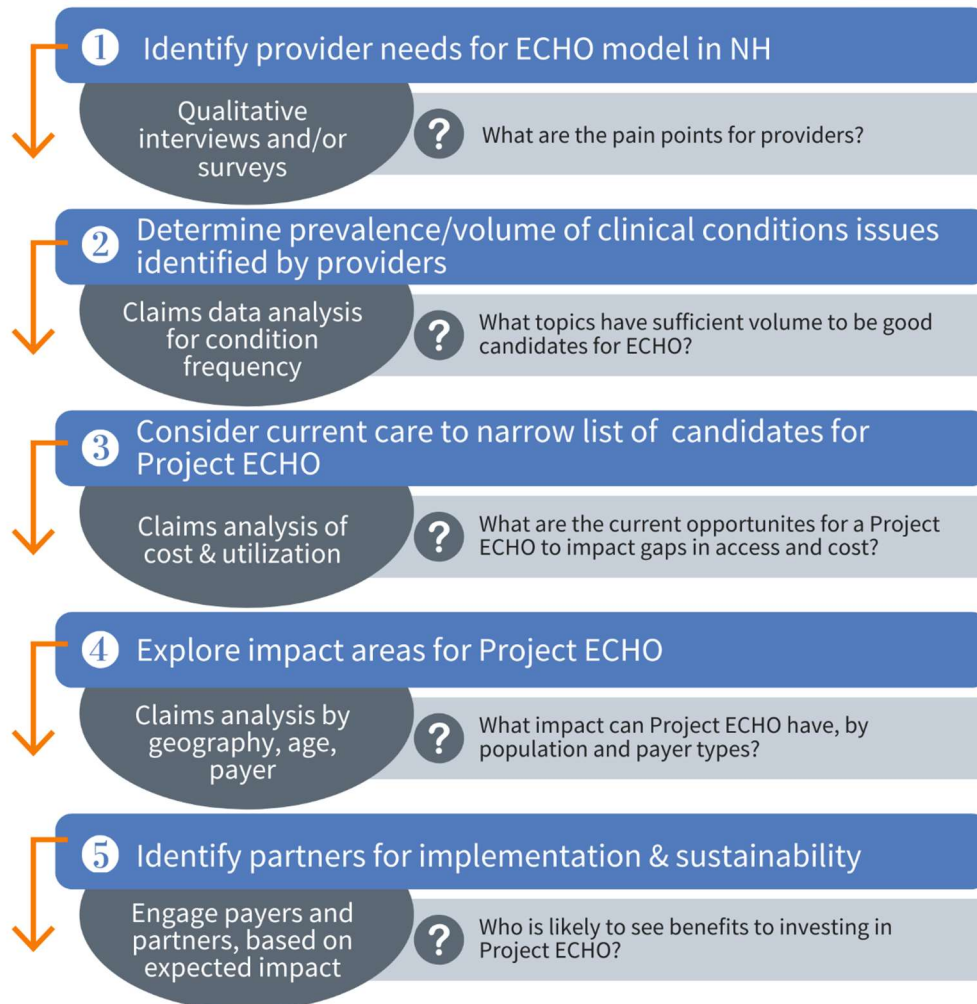 1 Identify provider needs for ECHO model in NH
Qualitative
interviews and/or
surveys
? What are the pain points for providers?
2 Determine prevalence/volume of clinical conditions issues
identified by providers
Claims data analysis
for condition
frequency
? What topics have sufficient volume to be good
candidates for ECHO?
3 Consider current care to narrow list of candidates for
Project ECHO
Claims analysis of
cost & utilization
? What are the current opportunites for a Project
ECHO to impact gaps in access and cost?
4 Explore impact areas for Project ECHO
Claims analysis by
geography, age,
payer
? What impact can Project ECHO have, by
population and payer types?
5 Identify partners for implementation & sustainability
Engage payers and
partners, based on
expected impact
? Who is likely to see benefits to investing in
Project ECHO?